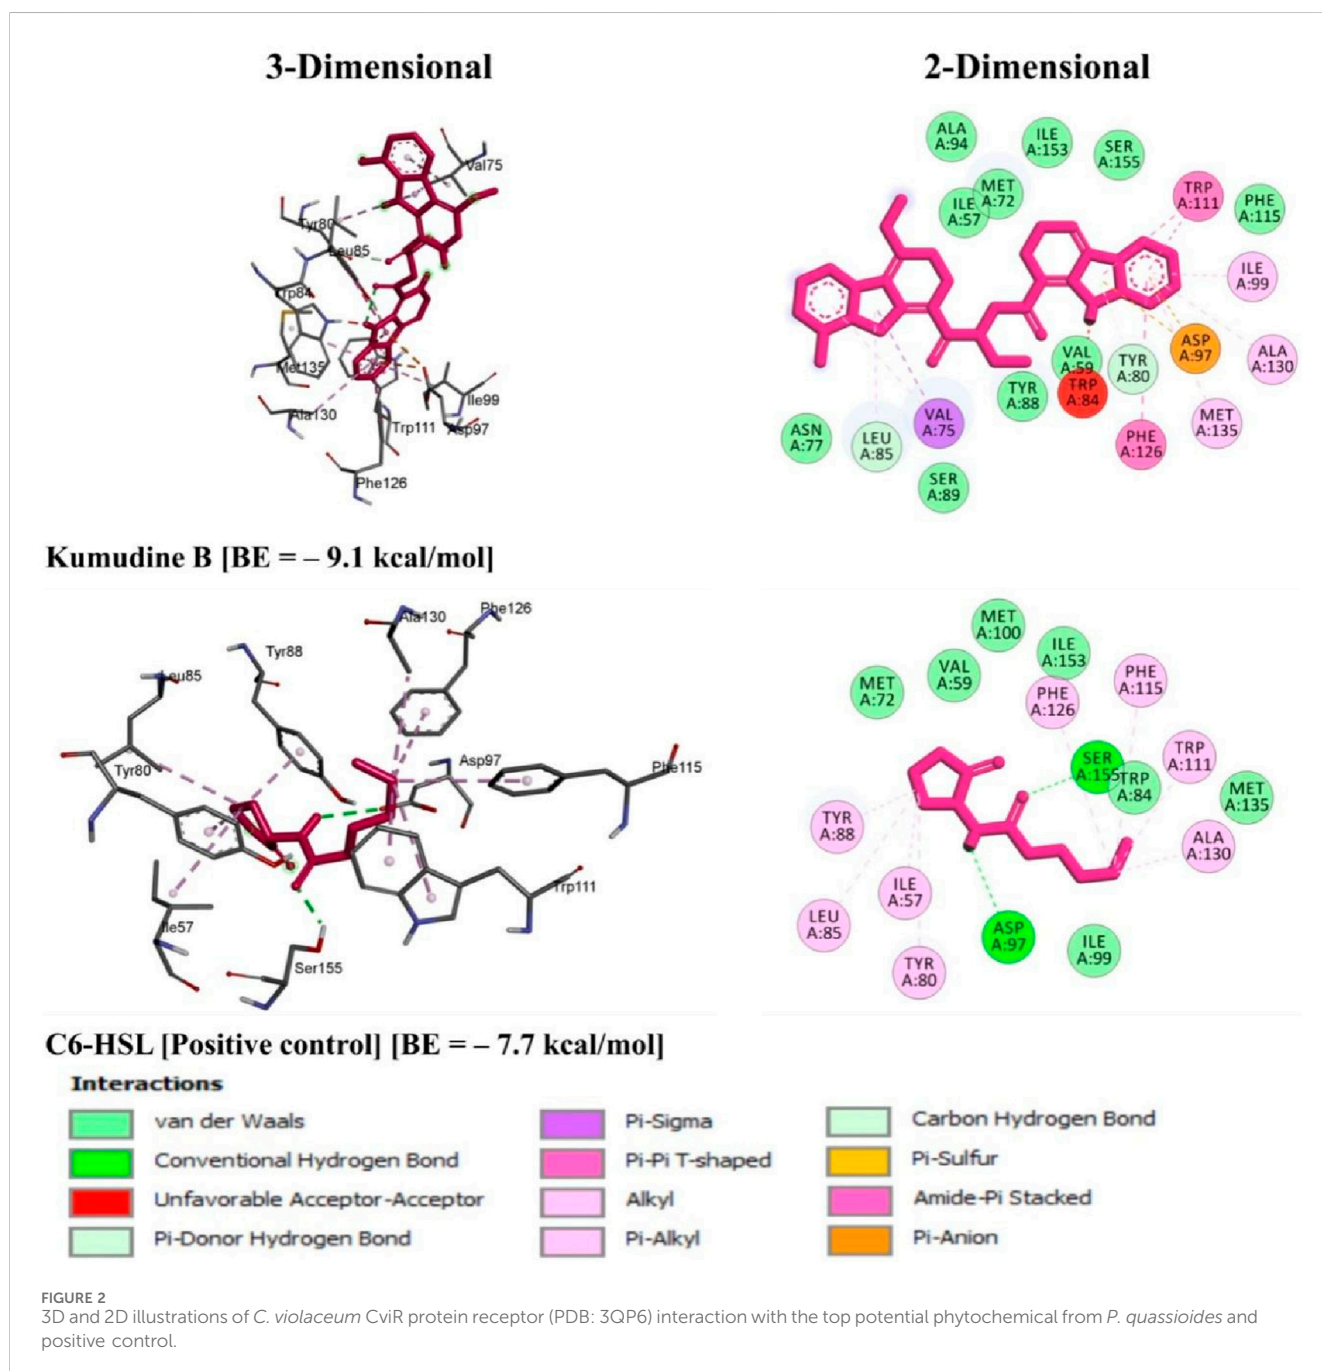 3-Dimensional
2-Dimensional
Val75
Tyr80
Leu85
Trp84
Met135
Ala130
Ile99
Trp111
Asp97
Phe126
ALA
A:94
ILE
A:153
SER
A:155
MET
A:72
ILE
A:57
TRP
A:111
PHE
A:115
ILE
A:99
VAL
A:59
TYR
A:80
ASP
A:97
ALA
A:130
TYR
A:88
TRP
A:84
MET
A:135
ASN
A:77
LEU
A:85
VAL
A:75
PHE
A:126
SER
A:89
Kumudine B [BE = – 9.1 kcal/mol]
Phe126
Ala130
Tyr88
Leu85
Tyr80
Asp97
Phe115
Trp111
Ile57
Ser155
MET
A:100
ILE
A:153
VAL
A:59
MET
A:72
PHE
A:126
PHE
A:115
SER
A:155
TRP
A:84
TRP
A:111
MET
A:135
TYR
A:88
ALA
A:130
ILE
A:57
LEU
A:85
ASP
A:97
ILE
A:99
TYR
A:80
C6-HSL [Positive control] [BE = – 7.7 kcal/mol]
Interactions
van der Waals
Conventional Hydrogen Bond
Unfavorable Acceptor-Acceptor
Pi-Donor Hydrogen Bond
Pi-Sigma
Pi-Pi T-shaped
Alkyl
Pi-Alkyl
Carbon Hydrogen Bond
Pi-Sulfur
Amide-Pi Stacked
Pi-Anion
FIGURE 2
3D and 2D illustrations of C. violaceum CviR protein receptor (PDB: 3QP6) interaction with the top potential phytochemical from P. quassioides and
positive control.